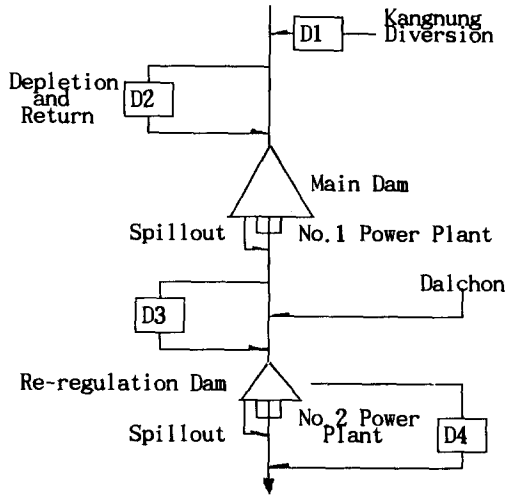 D1
Kangnung
Diversion
Depletion
and
Return
D2
Main Dam
Spillout
No.1 Power Plant
Dalchon
D3
Re-regulation Dam
No.2 Power
Plant
Spillout
D4